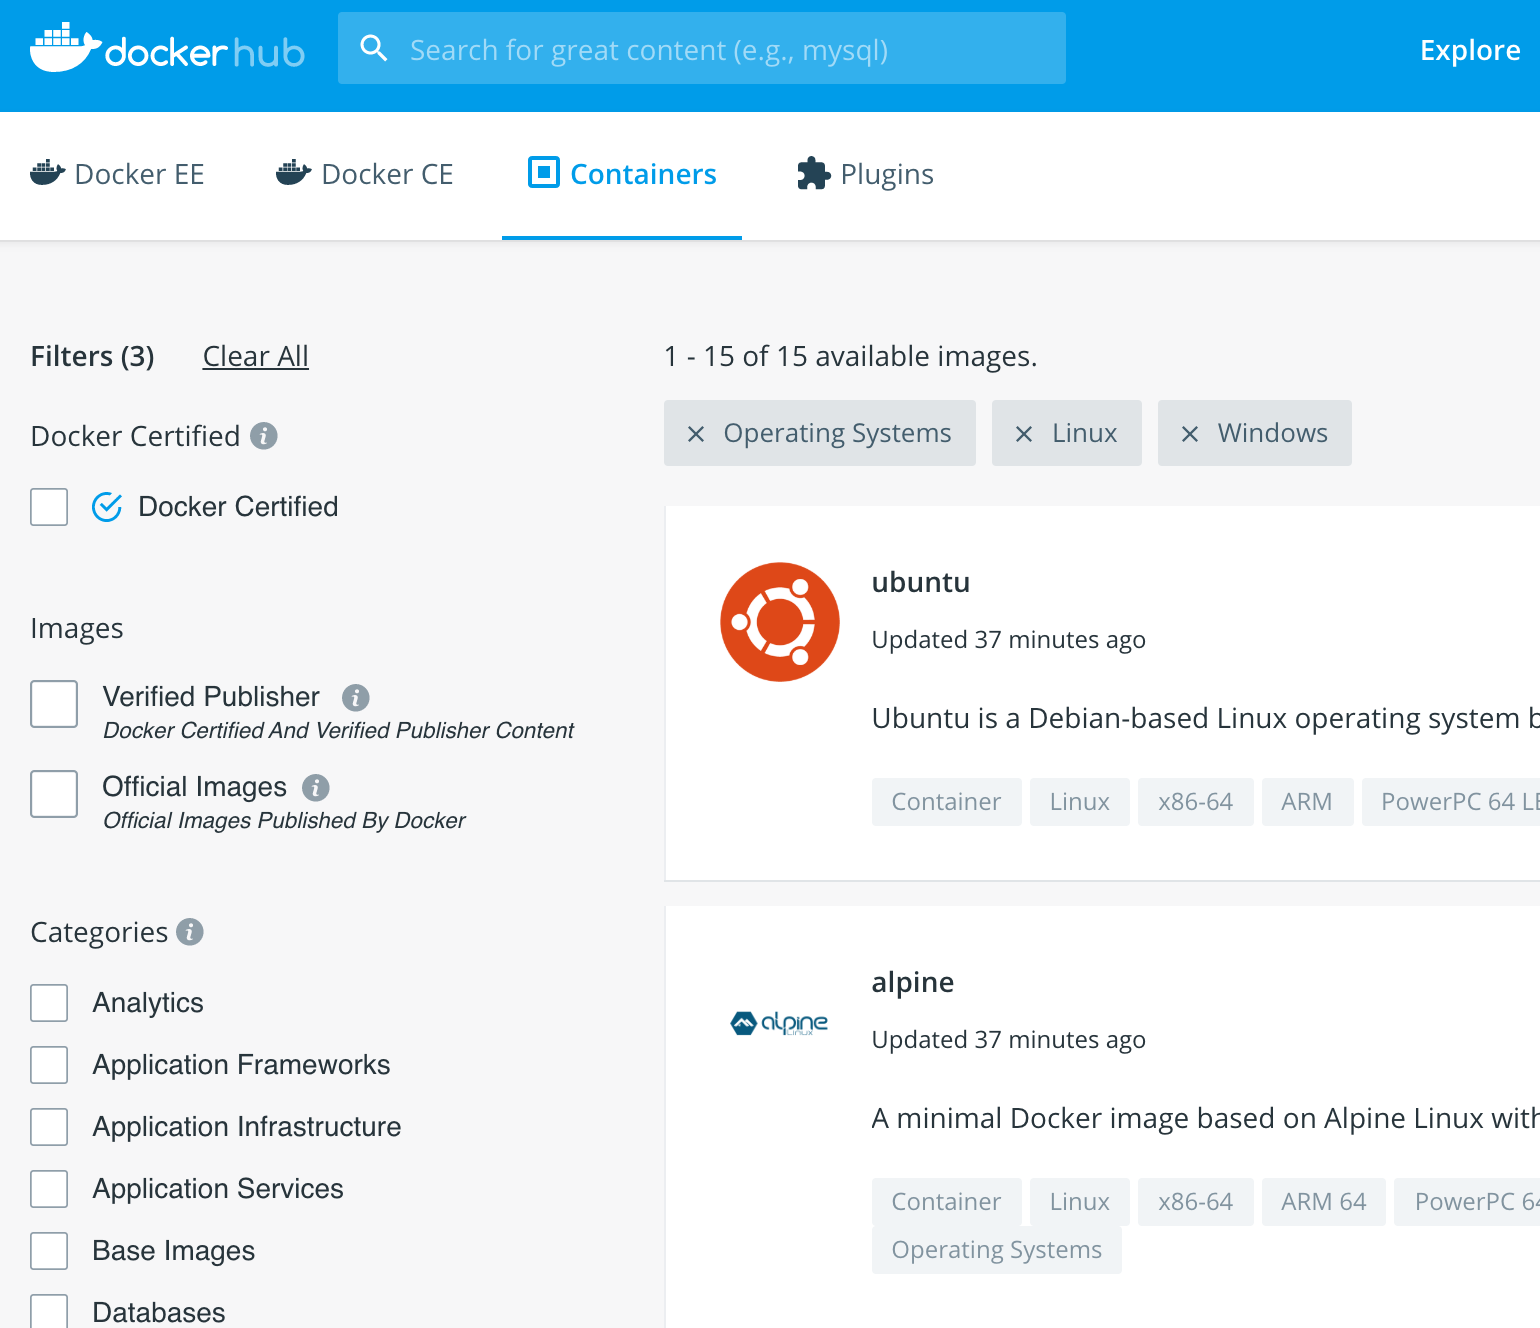 docker hub
Search for great content (e.g., mysql)
Explore
Docker EE
Docker CE
Containers
Plugins
Filters (3)
Clear All
1 - 15 of 15 available images.
Operating Systems
Linux
Windows
Docker Certified
Docker Certified
Images
Verified Publisher
Docker Certified And Verified Publisher Content
Official Images
Official Images Published By Docker
Categories
Analytics
Application Frameworks
Application Infrastructure
Application Services
Base Images
Databases
ubuntu
Updated 37 minutes ago
Ubuntu is a Debian-based Linux operating system b
Container
Linux
x86-64
ARM
PowerPC 64 LE
alpine
Linux
alpine
Updated 37 minutes ago
A minimal Docker image based on Alpine Linux with
Container
Linux
x86-64
ARM 64
PowerPC 64
Operating Systems